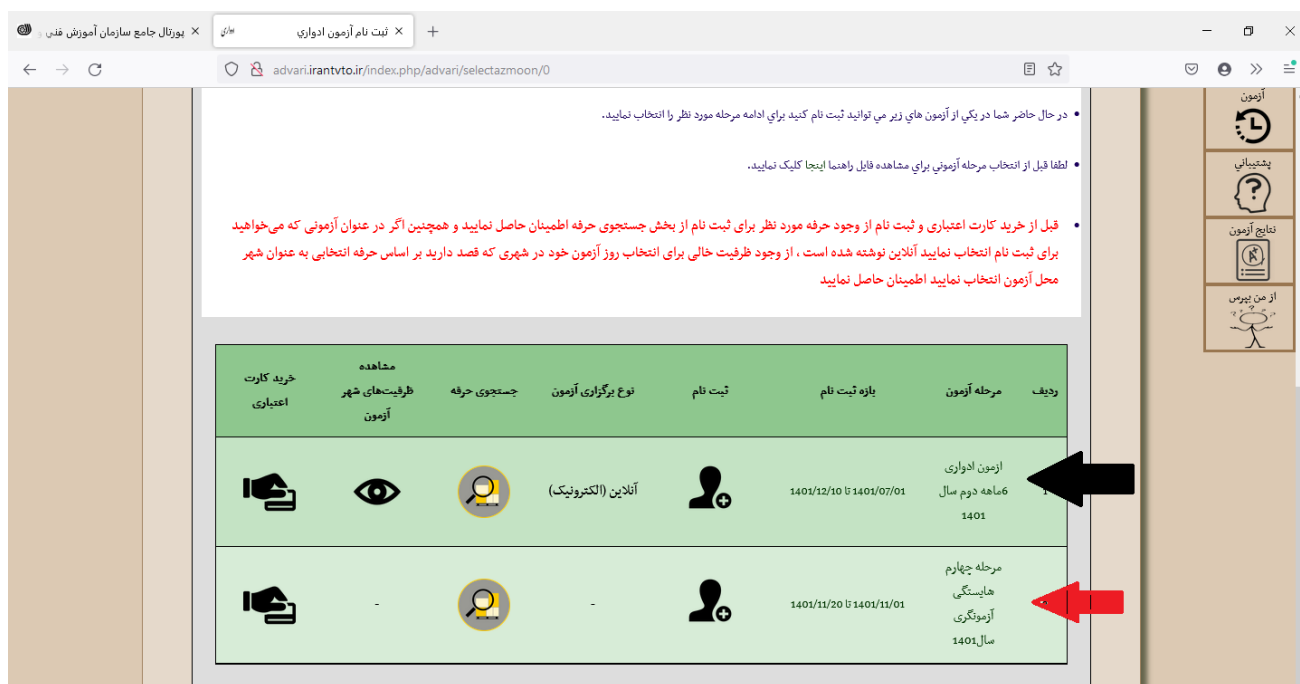 پورتال جامع سازمان آموزش فنی و
ثبت نام آزمون ادواري
advari.irantvto.ir/index.php/advari/selectazmoon/0
آزمون
پشتيباني
نتايج آزمون
از من بپرس
در حال حاضر شما در يکي از آزمون هاي زير مي توانيد ثبت نام کنيد براي ادامه مرحله مورد نظر را انتخاب نماييد.
لطفا قبل از انتخاب مرحله آزموني براي مشاهده فايل راهنما اينجا کليک نماييد.
قبل از خرید کارت اعتباری و ثبت نام از وجود حرفه مورد نظر برای ثبت نام از بخش جستجوی حرفه اطمینان حاصل نمایید و همچنین اگر در عنوان آزمونی که می‌خواهید
برای ثبت نام انتخاب نمایید آنلاین نوشته شده است ، از وجود ظرفیت خالی برای انتخاب روز آزمون خود در شهری که قصد دارید بر اساس حرفه انتخابی به عنوان شهر
محل آزمون انتخاب نمایید اطمینان حاصل نمایید
ردیف
مرحله آزمون
بازه ثبت نام
ثبت نام
نوع برگزاری آزمون
جستجوی حرفه
مشاهده
ظرفیت‌های شهر
آزمون
خرید کارت
اعتباری
ازمون ادواری
6ماهه دوم سال
1401
1401/07/01 تا 1401/12/10
آنلاین (الکترونیک)
مرحله چهارم
هایستگی
آزمونگری
سال1401
1401/11/01 تا 1401/11/20
-
-